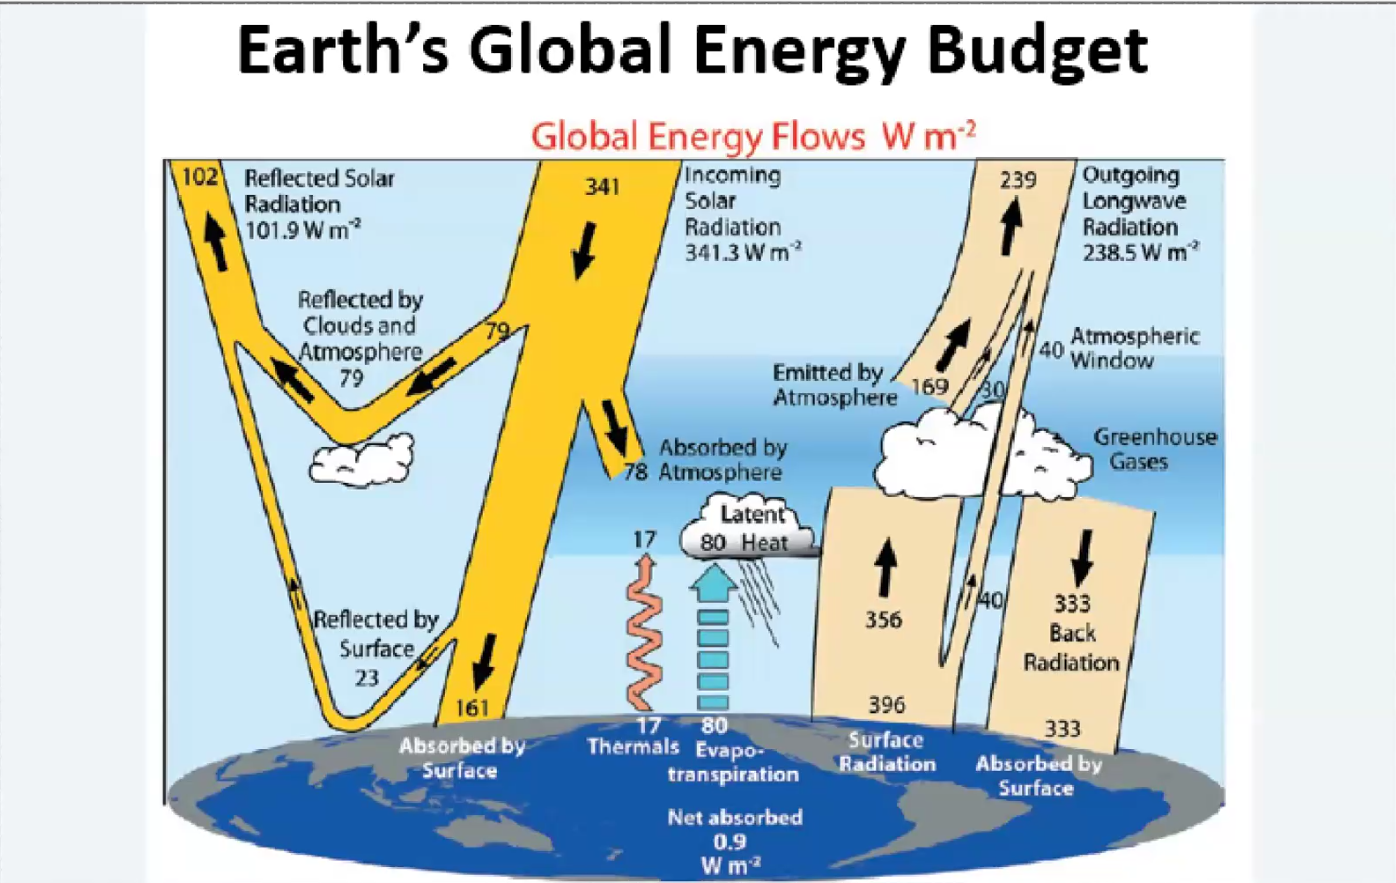 Earth’s Global Energy Budget
Global Energy Flows W m-2
102
Reflected Solar
Radiation
101.9 W m-2
341
Incoming
Solar
Radiation
341.3 W m-2
239
Outgoing
Longwave
Radiation
238.5 W m-2
Reflected by
Clouds and
Atmosphere
79
79
Emitted by
Atmosphere
169
30
40
Atmospheric
Window
Greenhouse
Gases
78
Absorbed by
Atmosphere
Latent
80 Heat
17
Reflected by
Surface
23
161
Absorbed by
Surface
17
Thermals
80
Evapo-
transpiration
356
396
Surface
Radiation
40
333
Back
Radiation
333
Absorbed by
Surface
Net absorbed
0.9
W m-2